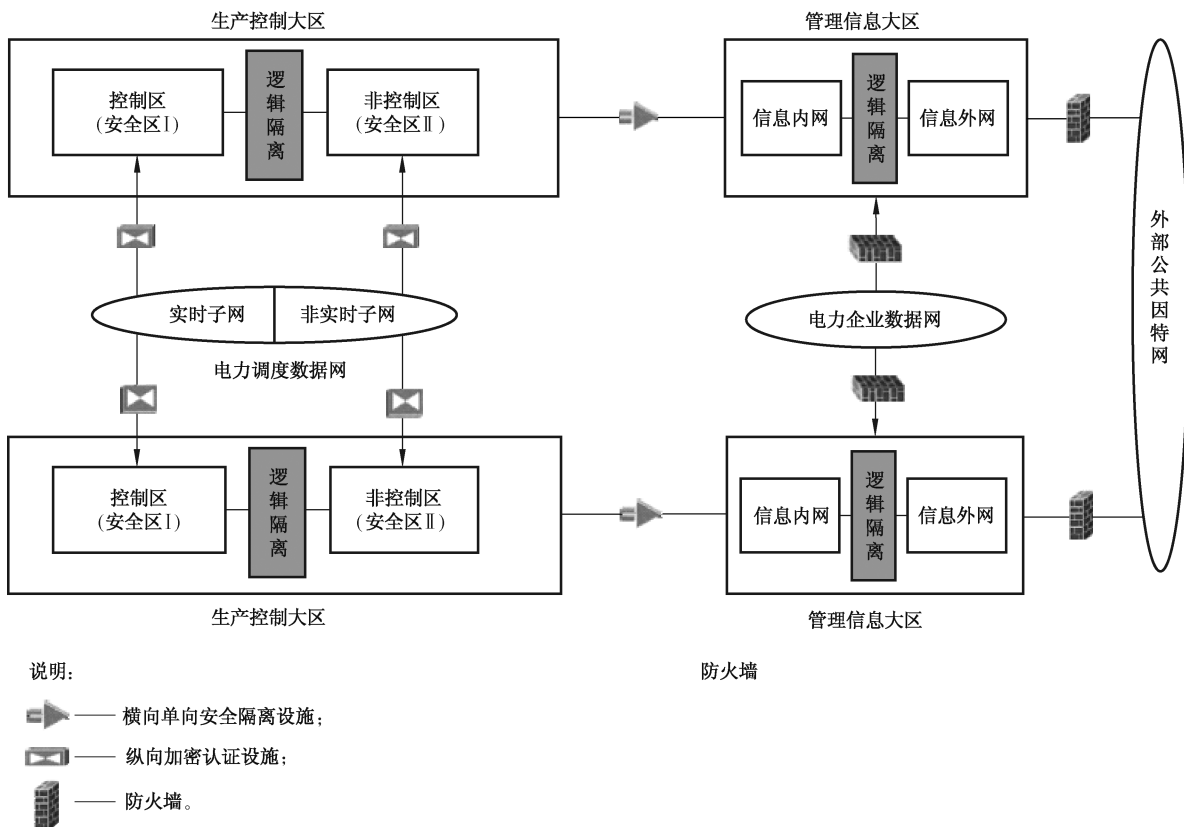 生产控制大区
管理信息大区
控制区
(安全区Ⅰ)
逻辑隔离
非控制区
(安全区Ⅱ)
信息内网
逻辑隔离
信息外网
外部公共因特网
实时子网
非实时子网
电力调度数据网
电力企业数据网
控制区
(安全区Ⅰ)
逻辑隔离
非控制区
(安全区Ⅱ)
信息内网
逻辑隔离
信息外网
生产控制大区
管理信息大区
说明:
防火墙
横向单向安全隔离设施;
纵向加密认证设施;
防火墙。